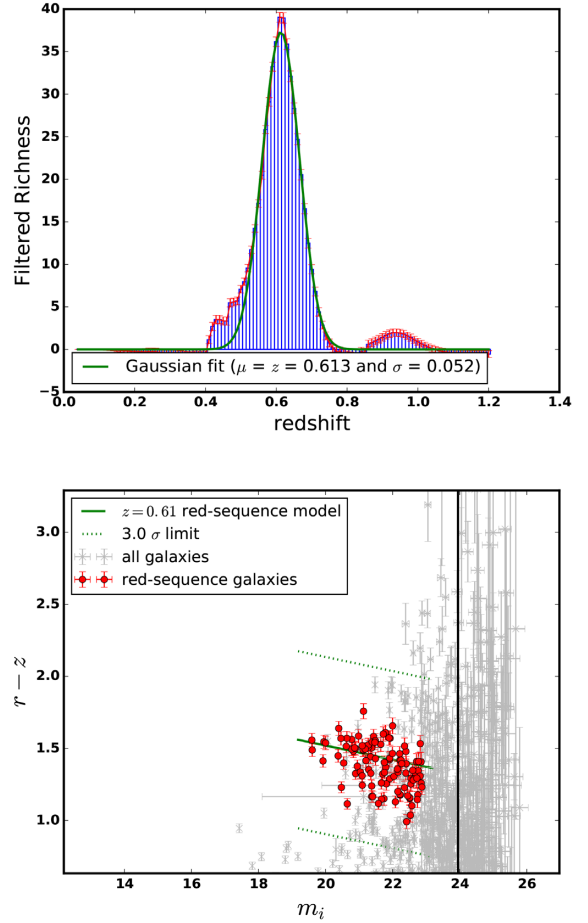 40
35
30
25
20
15
10
5
0
−5
Filtered Richness
Gaussian fit (μ = z = 0.613 and σ = 0.052)
0.0 0.2 0.4 0.6 0.8 1.0 1.2 1.4
redshift
z = 0.61 red-sequence model
3.0 σ limit
all galaxies
red-sequence galaxies
3.0
2.5
2.0
1.5
1.0
r − z
14 16 18 20 22 24 26
m_i